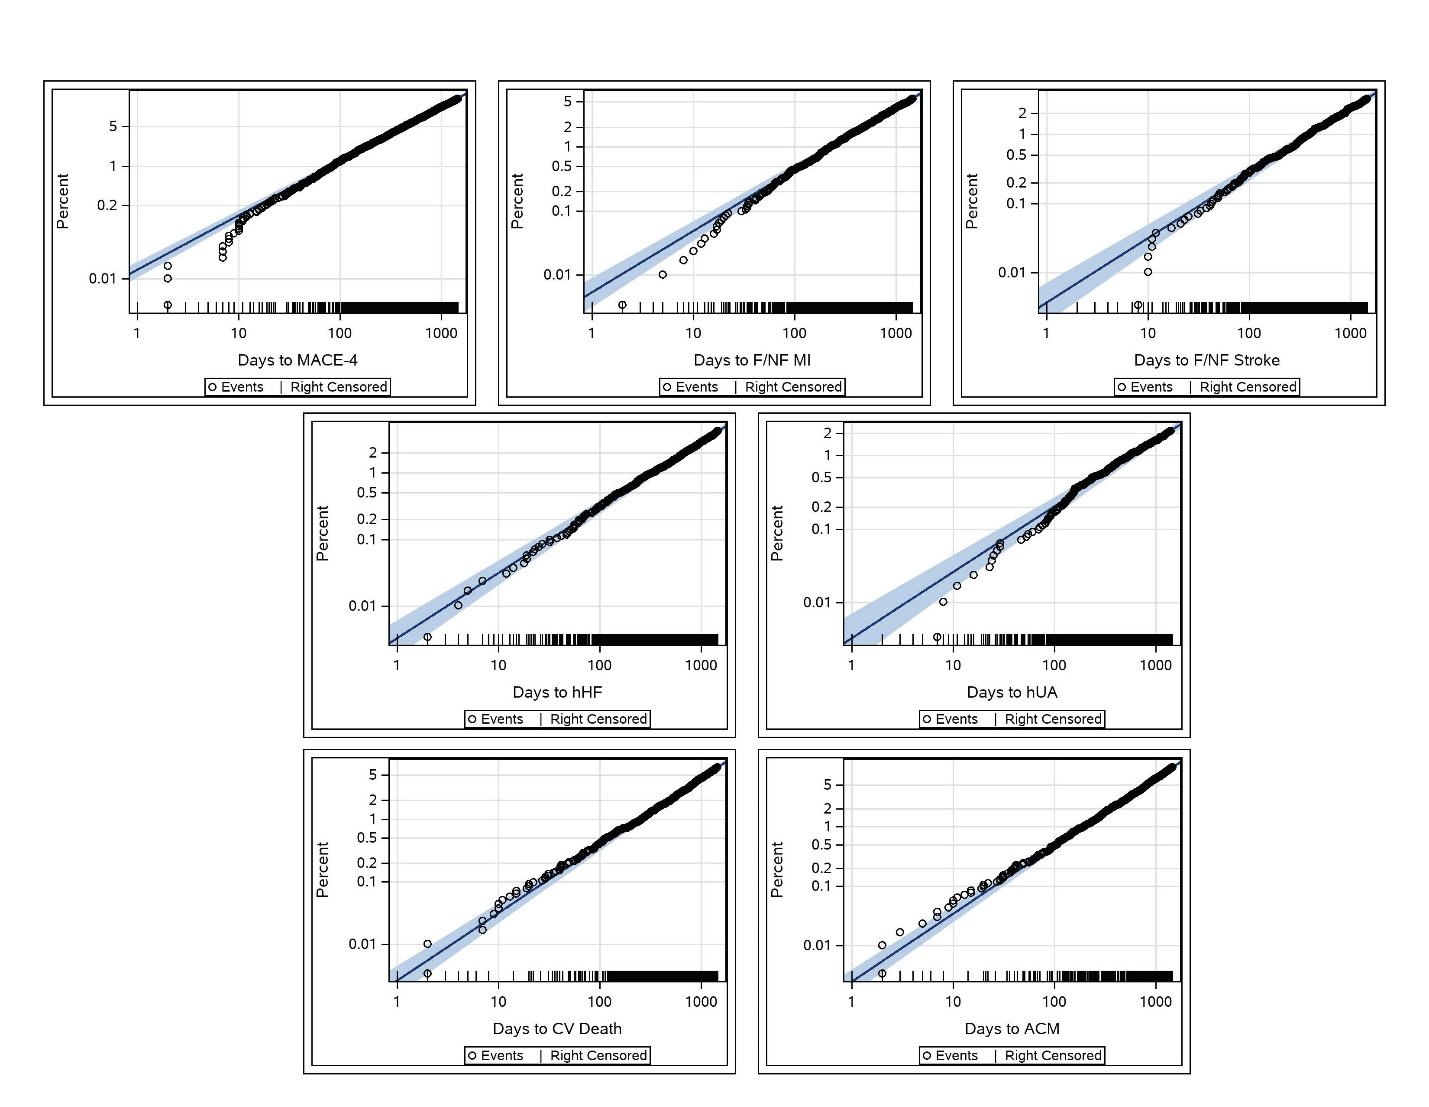 Percent
5
1
0.2
0.01
1 10 100 1000
Days to MACE-4
Events | Right Censored
Percent
5
2
1
0.5
0.2
0.1
0.01
1 10 100 1000
Days to F/NF MI
Events | Right Censored
Percent
2
1
0.5
0.2
0.1
0.01
1 10 100 1000
Days to F/NF Stroke
Events | Right Censored
Percent
2
1
0.5
0.2
0.1
0.01
1 10 100 1000
Days to hHF
Events | Right Censored
Percent
2
1
0.5
0.2
0.1
0.01
1 10 100 1000
Days to hUA
Events | Right Censored
Percent
5
2
1
0.5
0.2
0.1
0.01
1 10 100 1000
Days to CV Death
Events | Right Censored
Percent
5
2
1
0.5
0.2
0.1
0.01
1 10 100 1000
Days to ACM
Events | Right Censored